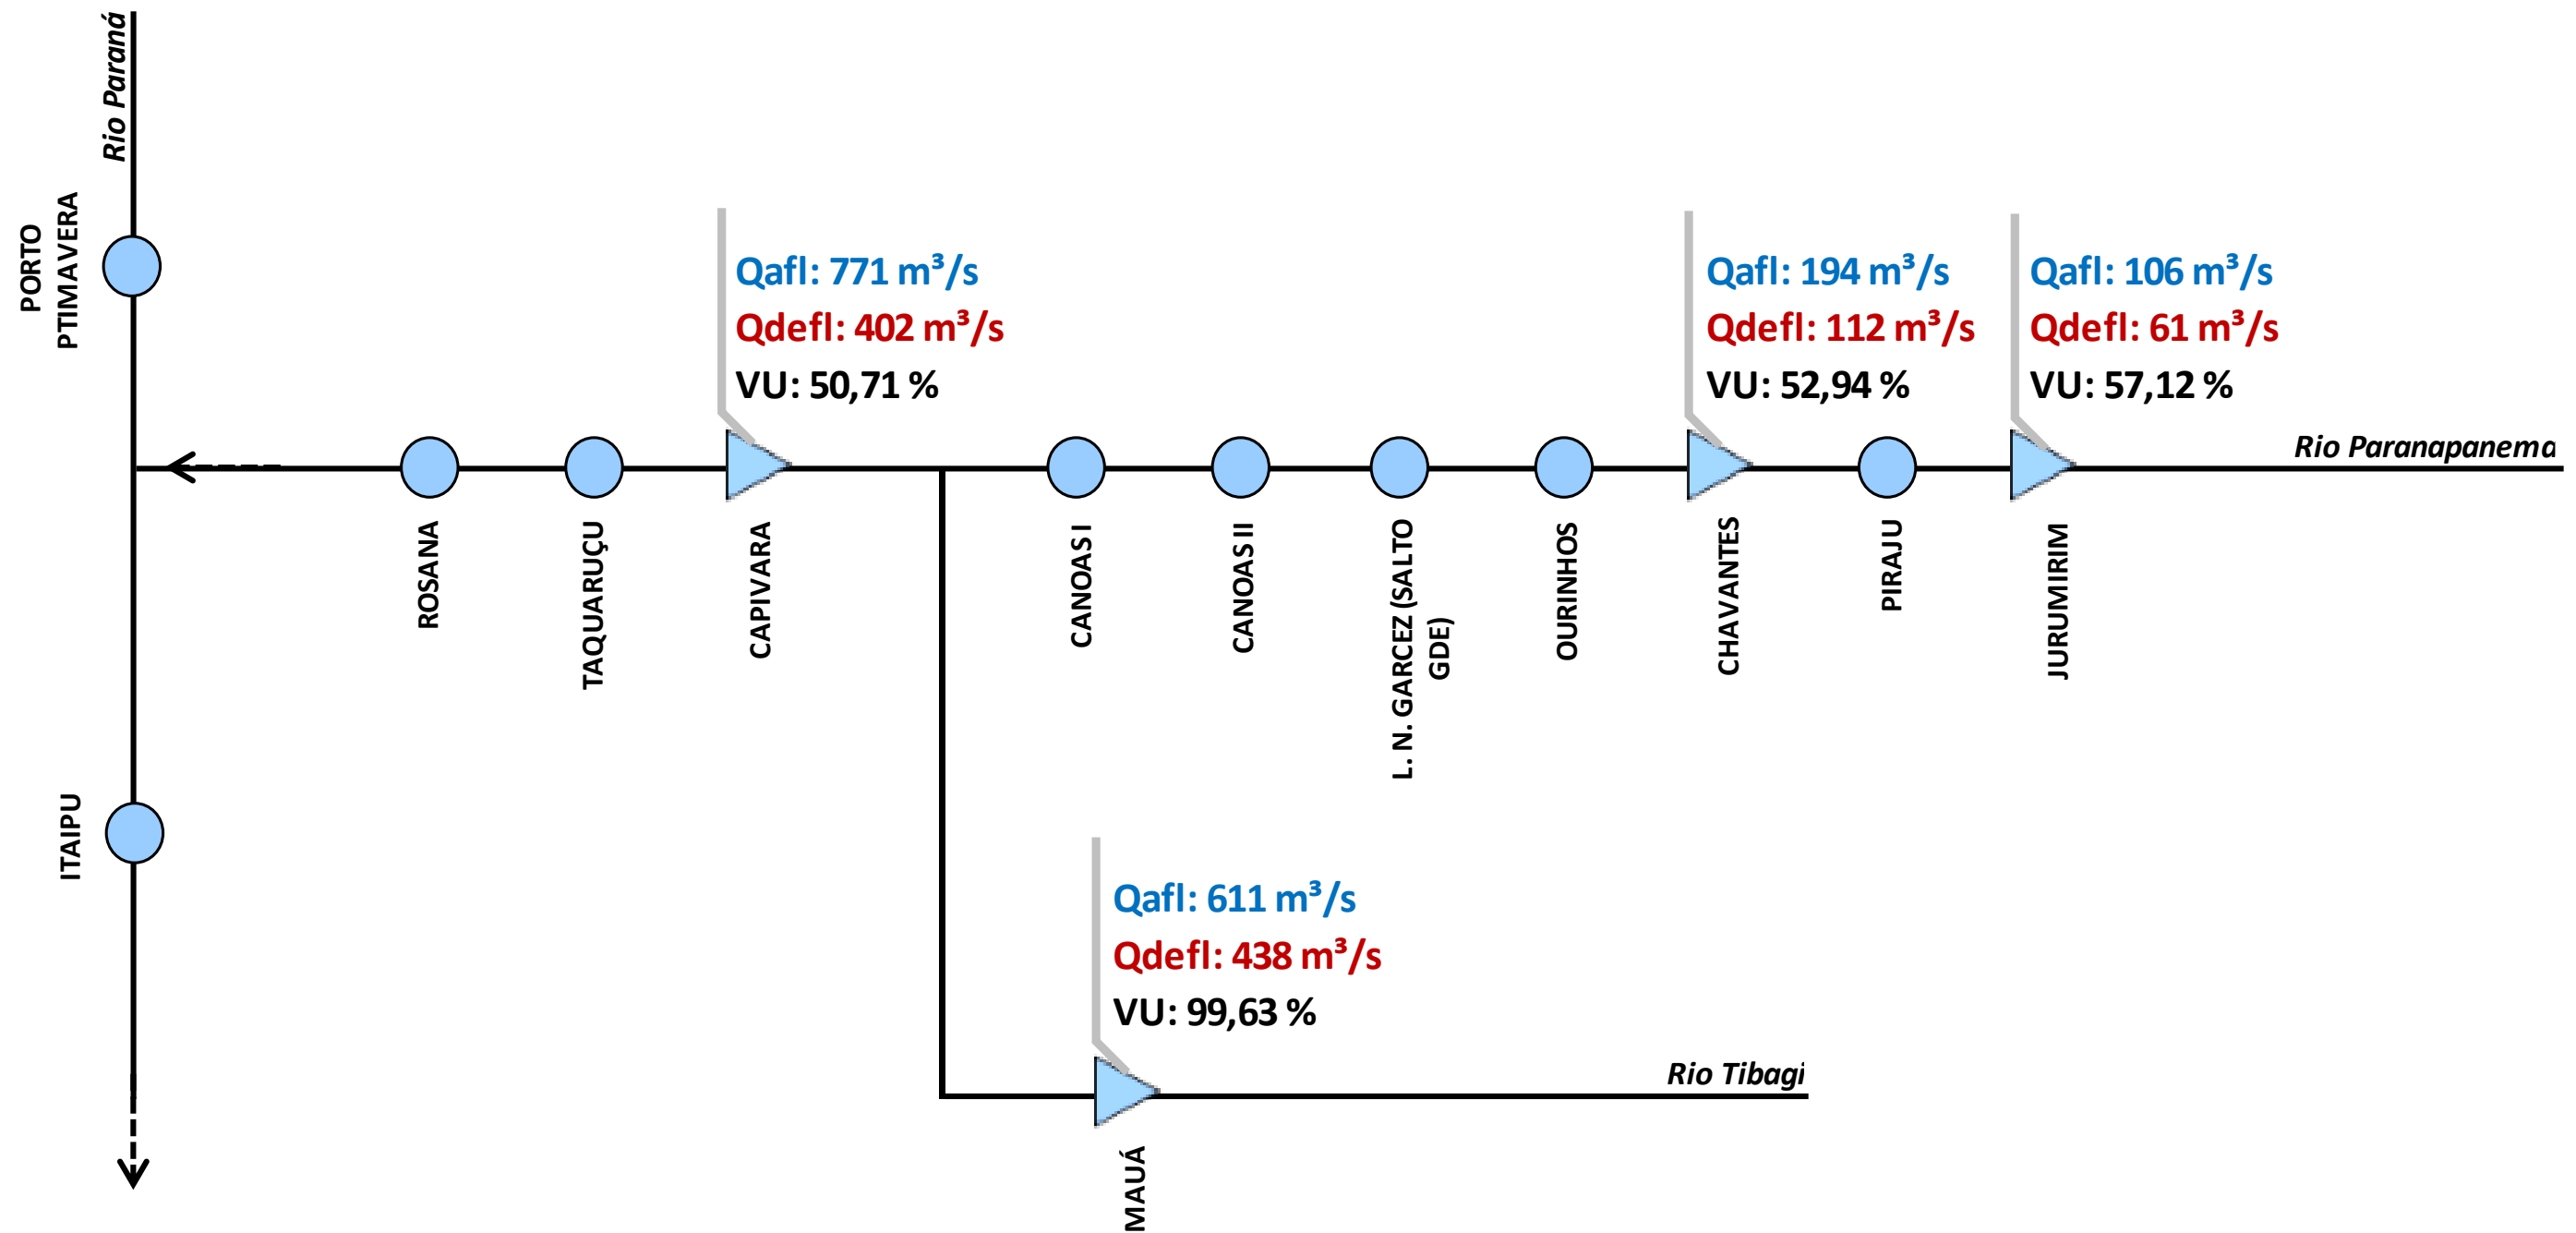 Rio Paraná
PORTO
PTIMAVERA
Qafl: 771 m³/s
Qdefl: 402 m³/s
VU: 50,71 %
Qafl: 194 m³/s
Qdefl: 112 m³/s
VU: 52,94 %
Qafl: 106 m³/s
Qdefl: 61 m³/s
VU: 57,12 %
Rio Paranapanema
ROSANA
TAQUARUÇU
CAPIVARA
CANOAS I
CANOAS II
L. N. GARCEZ (SALTO
GDE)
OURINHOS
CHAVANTES
PIRAJU
JURUMIRIM
ITAIPU
Qafl: 611 m³/s
Qdefl: 438 m³/s
VU: 99,63 %
Rio Tibagi
MAUÁ